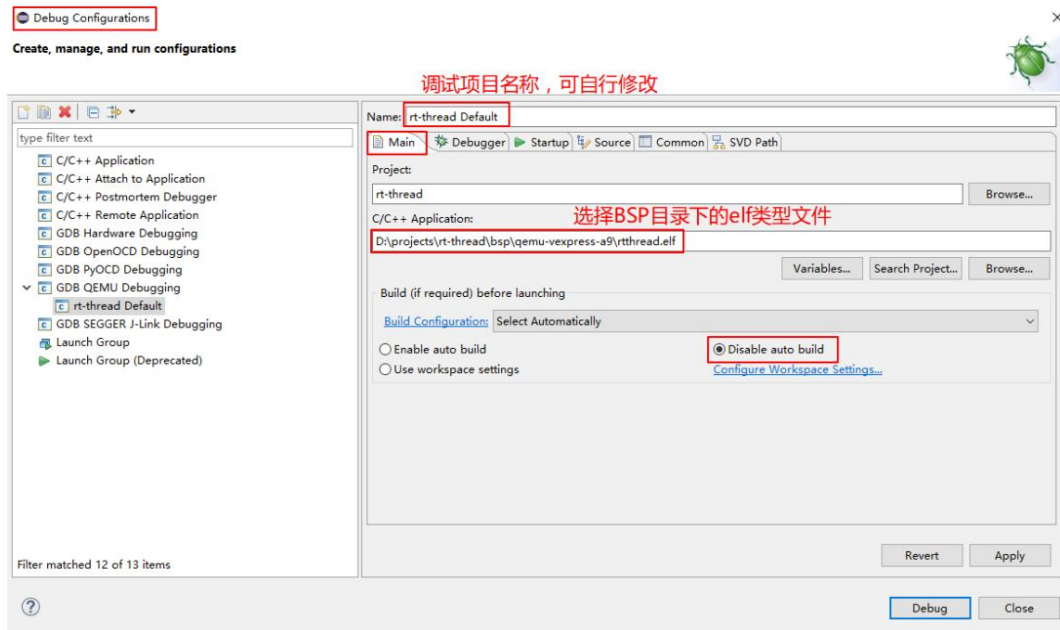 Debug Configurations
Create, manage, and run configurations
调试项目名称，可自行修改
type filter text
C/C++ Application
C/C++ Attach to Application
C/C++ Postmortem Debugger
C/C++ Remote Application
GDB Hardware Debugging
GDB OpenOCD Debugging
GDB PyOCD Debugging
GDB QEMU Debugging
rt-thread Default
GDB SEGGER J-Link Debugging
Launch Group
Launch Group (Deprecated)
Filter matched 12 of 13 items
Name: rt-thread Default
Main Debugger Startup Source Common SVD Path
Project:
rt-thread Browse...
C/C++ Application: 选择BSP目录下的elf类型文件
D:\projects\rt-thread\bsp\qemu-vexpress-a9\rtthread.elf
Variables... Search Project... Browse...
Build (if required) before launching
Build Configuration: Select Automatically
Enable auto build Disable auto build
Use workspace settings Configure Workspace Settings...
Revert Apply
Debug Close